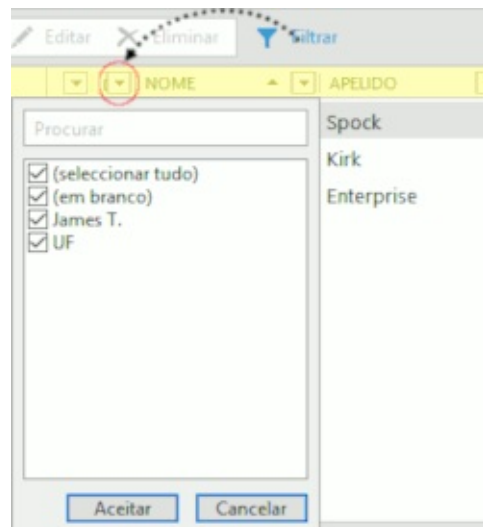 Editar Eliminar Filtrar
NOME APELIDO
Procurar
(seleccionar tudo)
(em branco)
James T.
UF
Spock
Kirk
Enterprise
Aceitar Cancelar